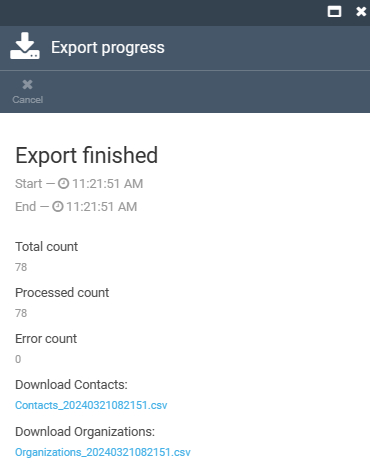 Export progress
Cancel
Export finished
Start — 11:21:51 AM
End — 11:21:51 AM
Total count
78
Processed count
78
Error count
0
Download Contacts:
Contacts_20240321082151.csv
Download Organizations:
Organizations_20240321082151.csv